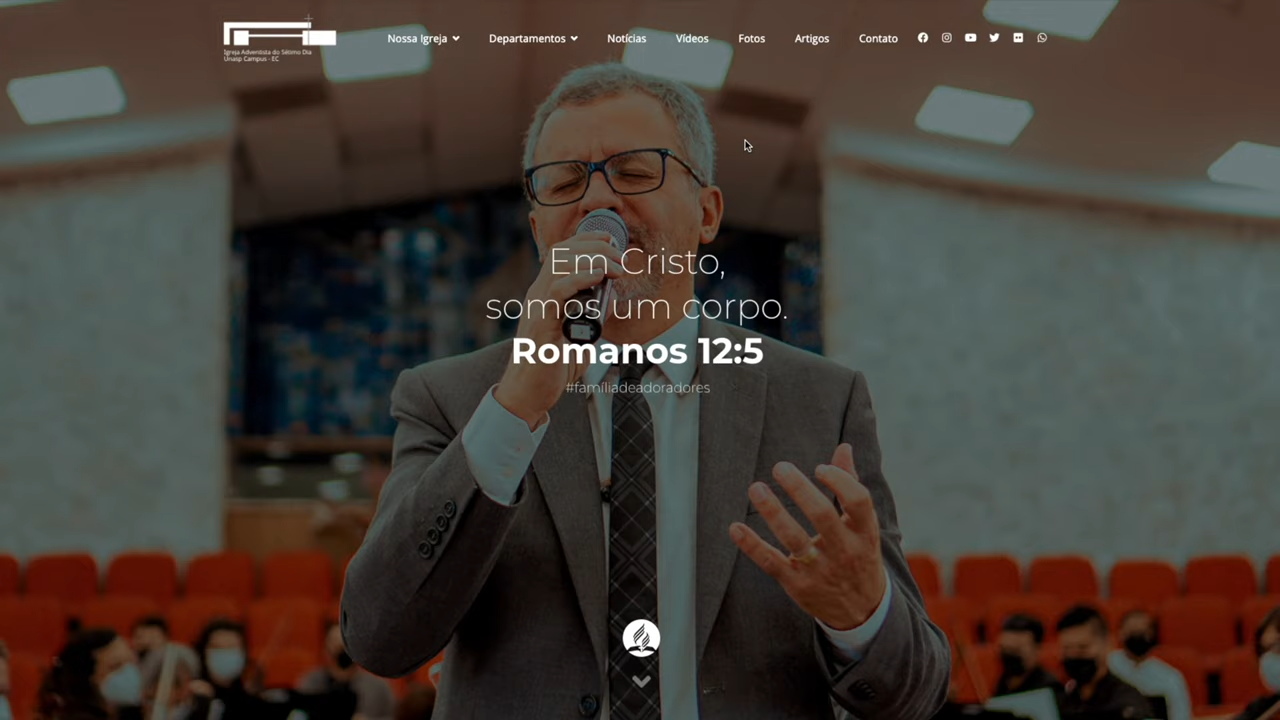 Igreja Adventista do Sétimo Dia
Unasp Campus - EC
Nossa Igreja
Departamentos
Notícias
Vídeos
Fotos
Artigos
Contato
Em Cristo,
somos um corpo.
Romanos 12:5
#famíliadeadoradores